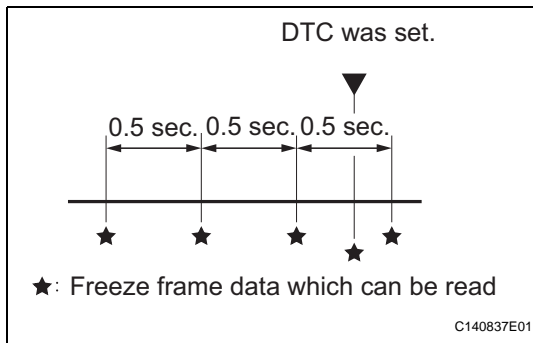 DTC was set.
0.5 sec. 0.5 sec. 0.5 sec.
★: Freeze frame data which can be read
C140837E01